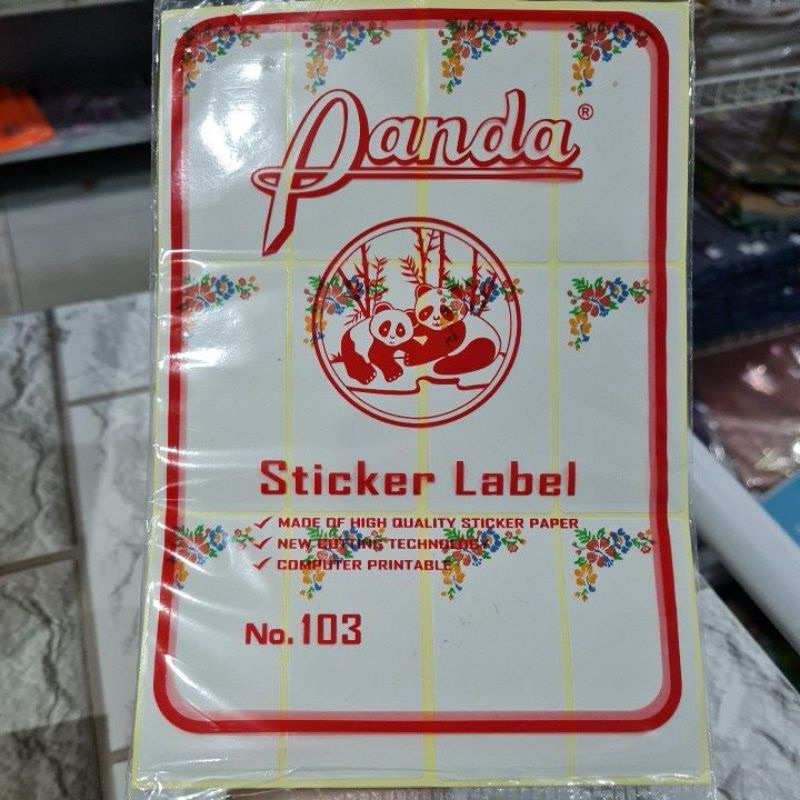 Panda®
Sticker Label
✓ MADE OF HIGH QUALITY STICKER PAPER
✓ NEW CUTTING TECHNOLOGY
✓ COMPUTER PRINTABLE
No. 103